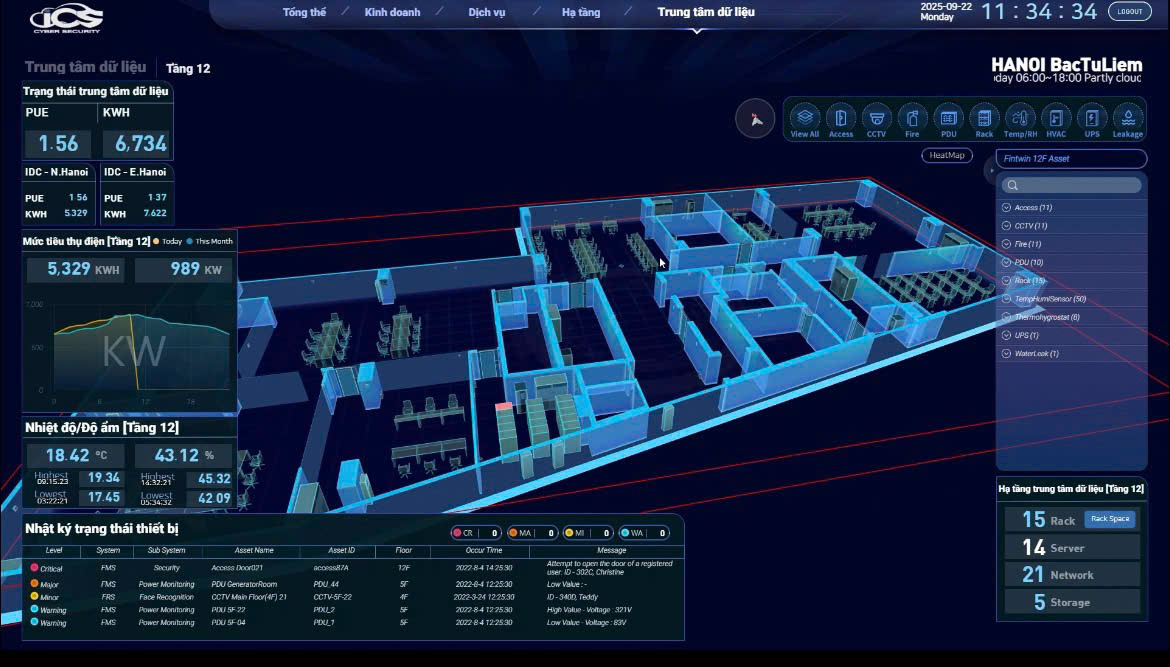 iCS
CYBER SECURITY
Tổng thể / Kinh doanh / Dịch vụ / Hạ tầng / Trung tâm dữ liệu
2025-09-22
Monday
11 : 34 : 34
LOGOUT
Trung tâm dữ liệu | Tầng 12
HANOI BacTuLiem
day 06:00~18:00 Partly clouc
Trạng thái trung tâm dữ liệu
PUE KWH
1.56 6,734
IDC - N.Hanoi
PUE 1 56
KWH 5.329
IDC - E.Hanoi
PUE 1 37
KWH 7.622
View All Access CCTV Fire PDU Rack Temp/RH HVAC UPS Leakage
HeatMap
Fintwin 12F Asset
Access (11)
CCTV (11)
Fire (11)
PDU (10)
Rack (15)
TempHumiSensor (50)
Thermohygrostat (8)
UPS (1)
WaterLeak (1)
Mức tiêu thụ điện [Tầng 12] Today This Month
5,329 KWH 989 KW
1,000
500
0
KW
0 6 12 18
Nhiệt độ/Độ ẩm [Tầng 12]
18.42 °C 43.12 %
Highest 09:15:23 19.34 Highest 14:32:21 45.32
Lowest 03:22:21 17.45 Lowest 05:34:32 42.09
Nhật ký trạng thái thiết bị
CR 0 MA 0 MI 0 WA 0
Level System Sub System Asset Name Asset ID Floor Occur Time Message
Critical FMS Security Access Door021 access87A 12F 2022-8-4 14:25:30 Attempt to open the door of a registered user: ID - 302C, Christine
Major FMS Power Monitoring PDU GeneratorRoom PDU_44 5F 2022-8-4 12:25:30 Low Value : -
Minor FRS Face Recognition CCTV Main Floor(4F) 21 CCTV-5F-22 4F 2022-3-24 12:25:30 ID - 340D, Teddy
Warning FMS Power Monitoring PDU 5F-22 PDU_2 5F 2022-8-4 12:25:30 High Value - Voltage : 321V
Warning FMS Power Monitoring PDU 5F-04 PDU_1 5F 2022-8-4 12:25:30 Low Value - Voltage : 83V
Hạ tầng trung tâm dữ liệu [Tầng 12]
15 Rack Rack Space
14 Server
21 Network
5 Storage